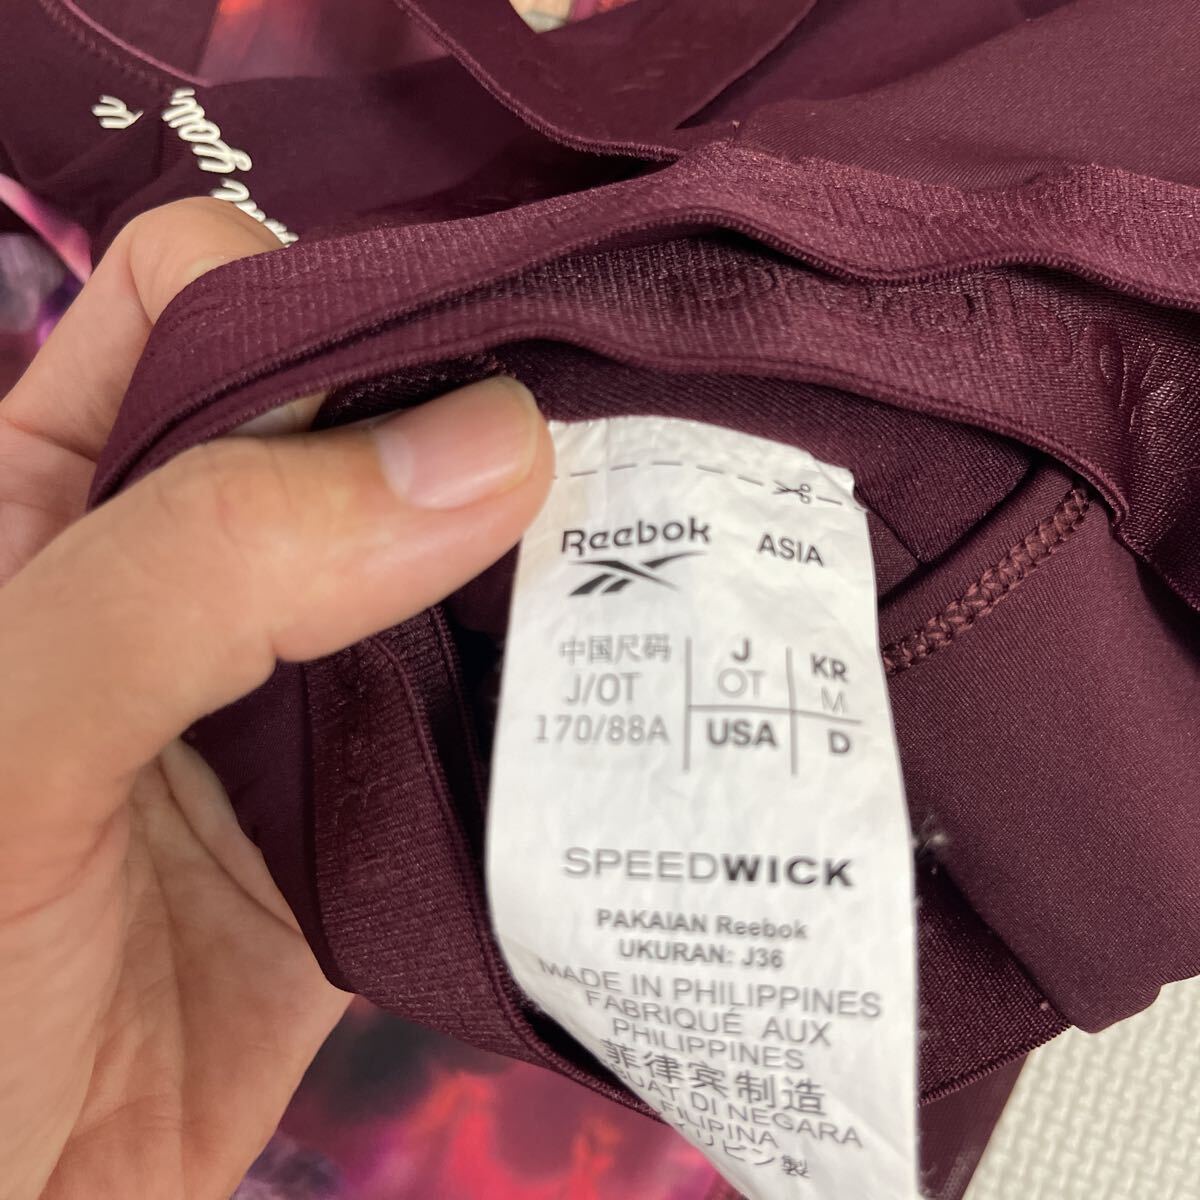 Reebok ASIA
中国尺码 J KR
J/OT OT M
170/88A USA D
SPEEDWICK
PAKAIAN Reebok
UKURAN: J36
MADE IN PHILIPPINES
FABRIQUÉ AUX
PHILIPPINES
菲律宾制造
DI NEGARA
FILIPINA